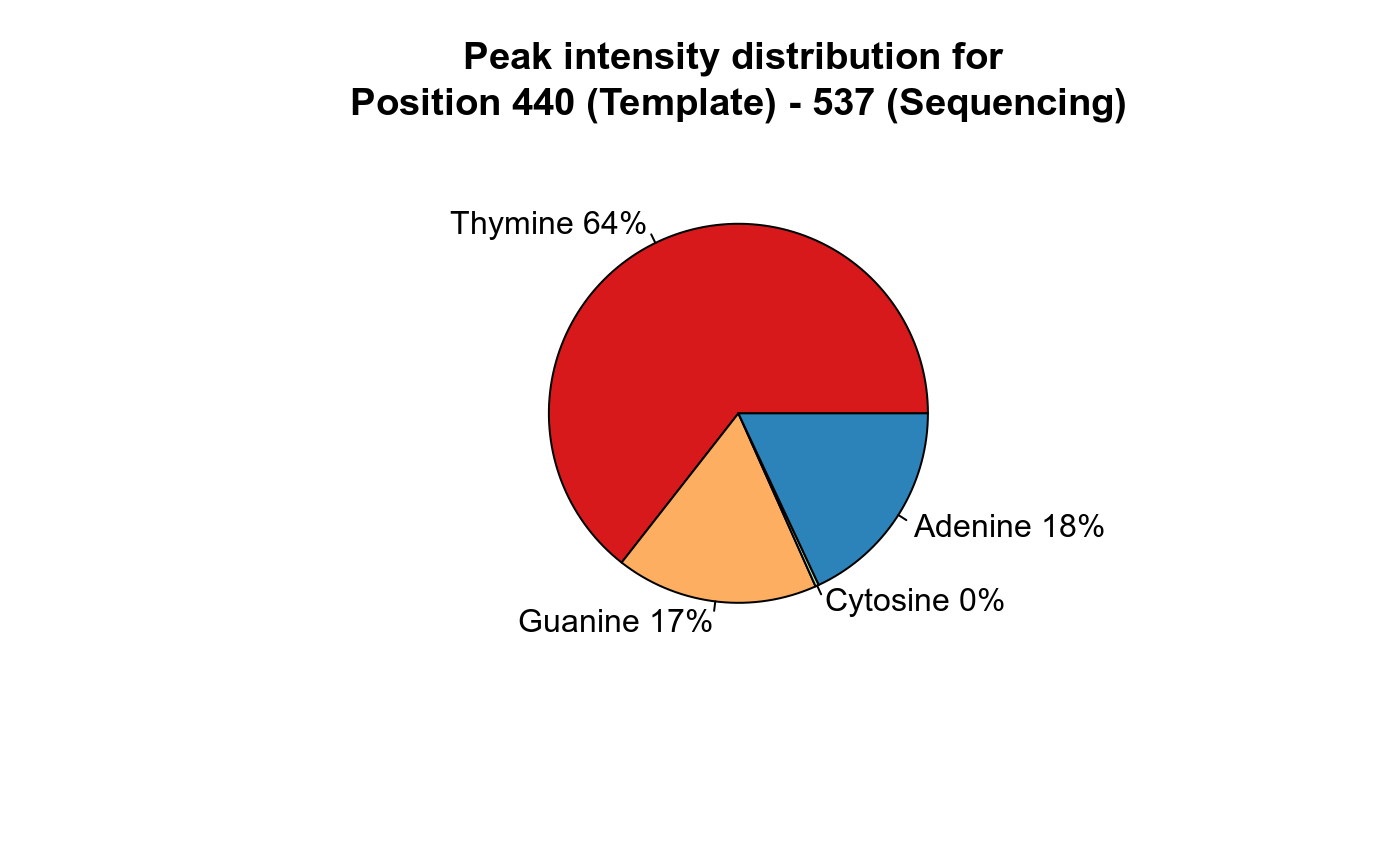 Peak intensity distribution for
Position 440 (Template) - 537 (Sequencing)
Thymine 64%
Adenine 18%
Cytosine 0%
Guanine 17%